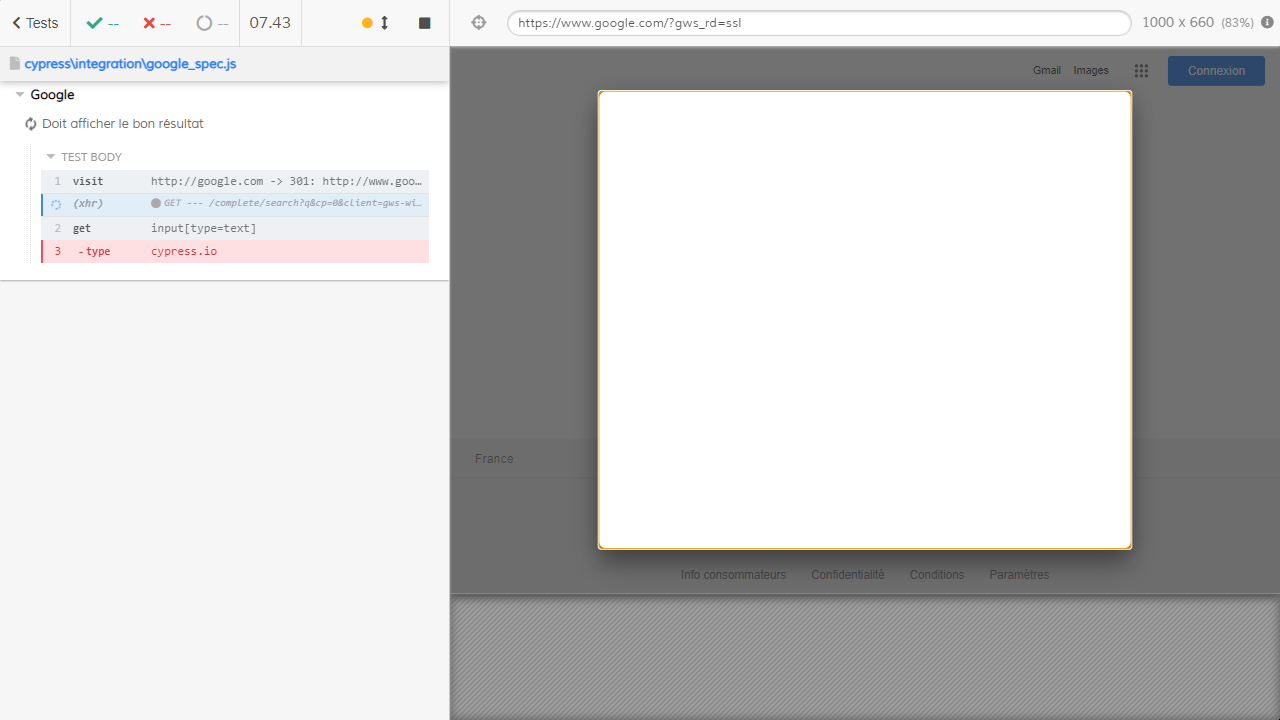 Tests -- -- -- 07.43
https://www.google.com/?gws_rd=ssl 1000 x 660 (83%)
cypress\integration\google_spec.js
Google
Doit afficher le bon résultat
TEST BODY
1 visit http://google.com -> 301: http://www.goo…
(xhr) GET --- /complete/search?q&cp=0&client=gws-wi…
2 get input[type=text]
3 -type cypress.io
Gmail Images Connexion
France
Info consommateurs Confidentialité Conditions Paramètres